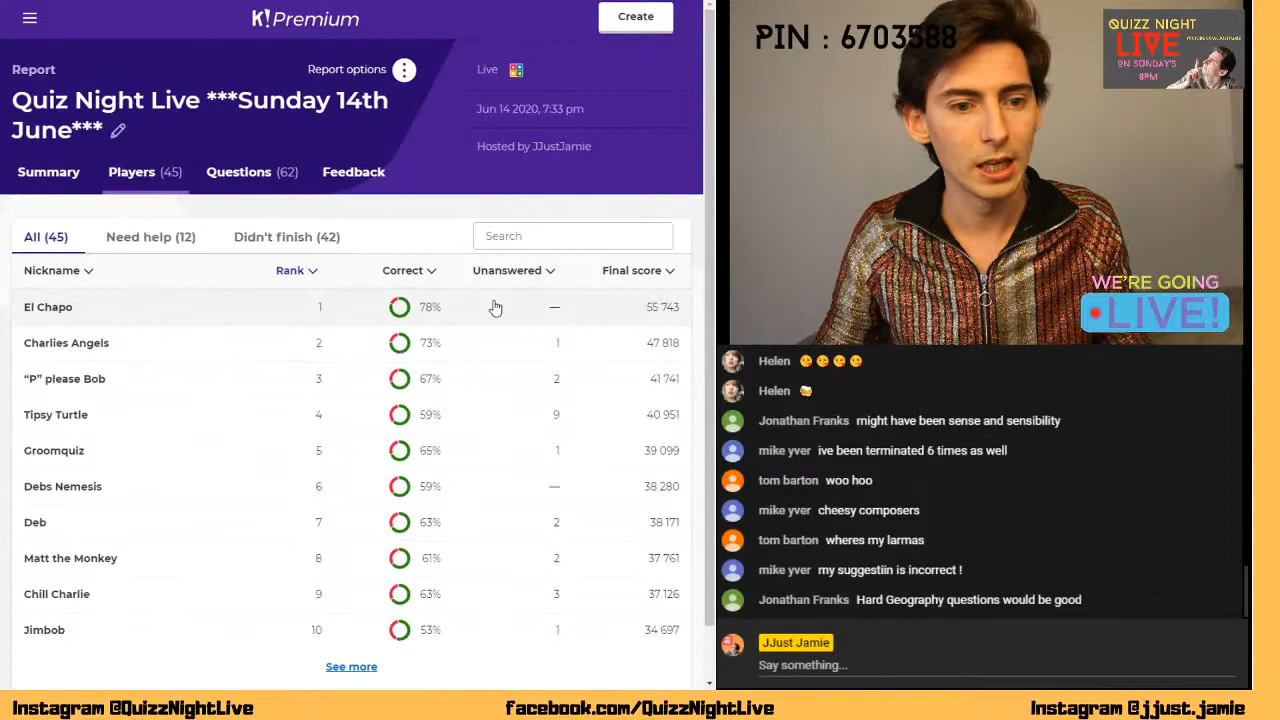 K! Premium
Create
Report
Report options
Quiz Night Live ***Sunday 14th
June***
Live
Jun 14 2020, 7:33 pm
Hosted by JJustJamie
Summary
Players (45)
Questions (62)
Feedback
All (45)
Need help (12)
Didn't finish (42)
Search
Nickname Rank Correct Unanswered Final score
El Chapo 1 78% — 55 743
Charlies Angels 2 73% 1 47 818
“P” please Bob 3 67% 2 41 741
Tipsy Turtle 4 59% 9 40 951
Groomquiz 5 65% 1 39 099
Debs Nemesis 6 59% — 38 280
Deb 7 63% 2 38 171
Matt the Monkey 8 61% 2 37 761
Chill Charlie 9 63% 3 37 126
Jimbob 10 53% 1 34 697
See more
PIN : 6703588
QUIZZ NIGHT
YOUTUBE.COM/JJUSTJAMIE
LIVE
ON SUNDAY'S
8PM
WE'RE GOING
LIVE!
Helen 😘 😘 😘 😘
Helen 🍻
Jonathan Franks might have been sense and sensibility
mike yver ive been terminated 6 times as well
tom barton woo hoo
mike yver cheesy composers
tom barton wheres my larmas
mike yver my suggestiin is incorrect !
Jonathan Franks Hard Geography questions would be good
JJust Jamie
Say something...
Instagram @QuizzNightLive
facebook.com/QuizzNightLive
Instagram @jjust.jamie